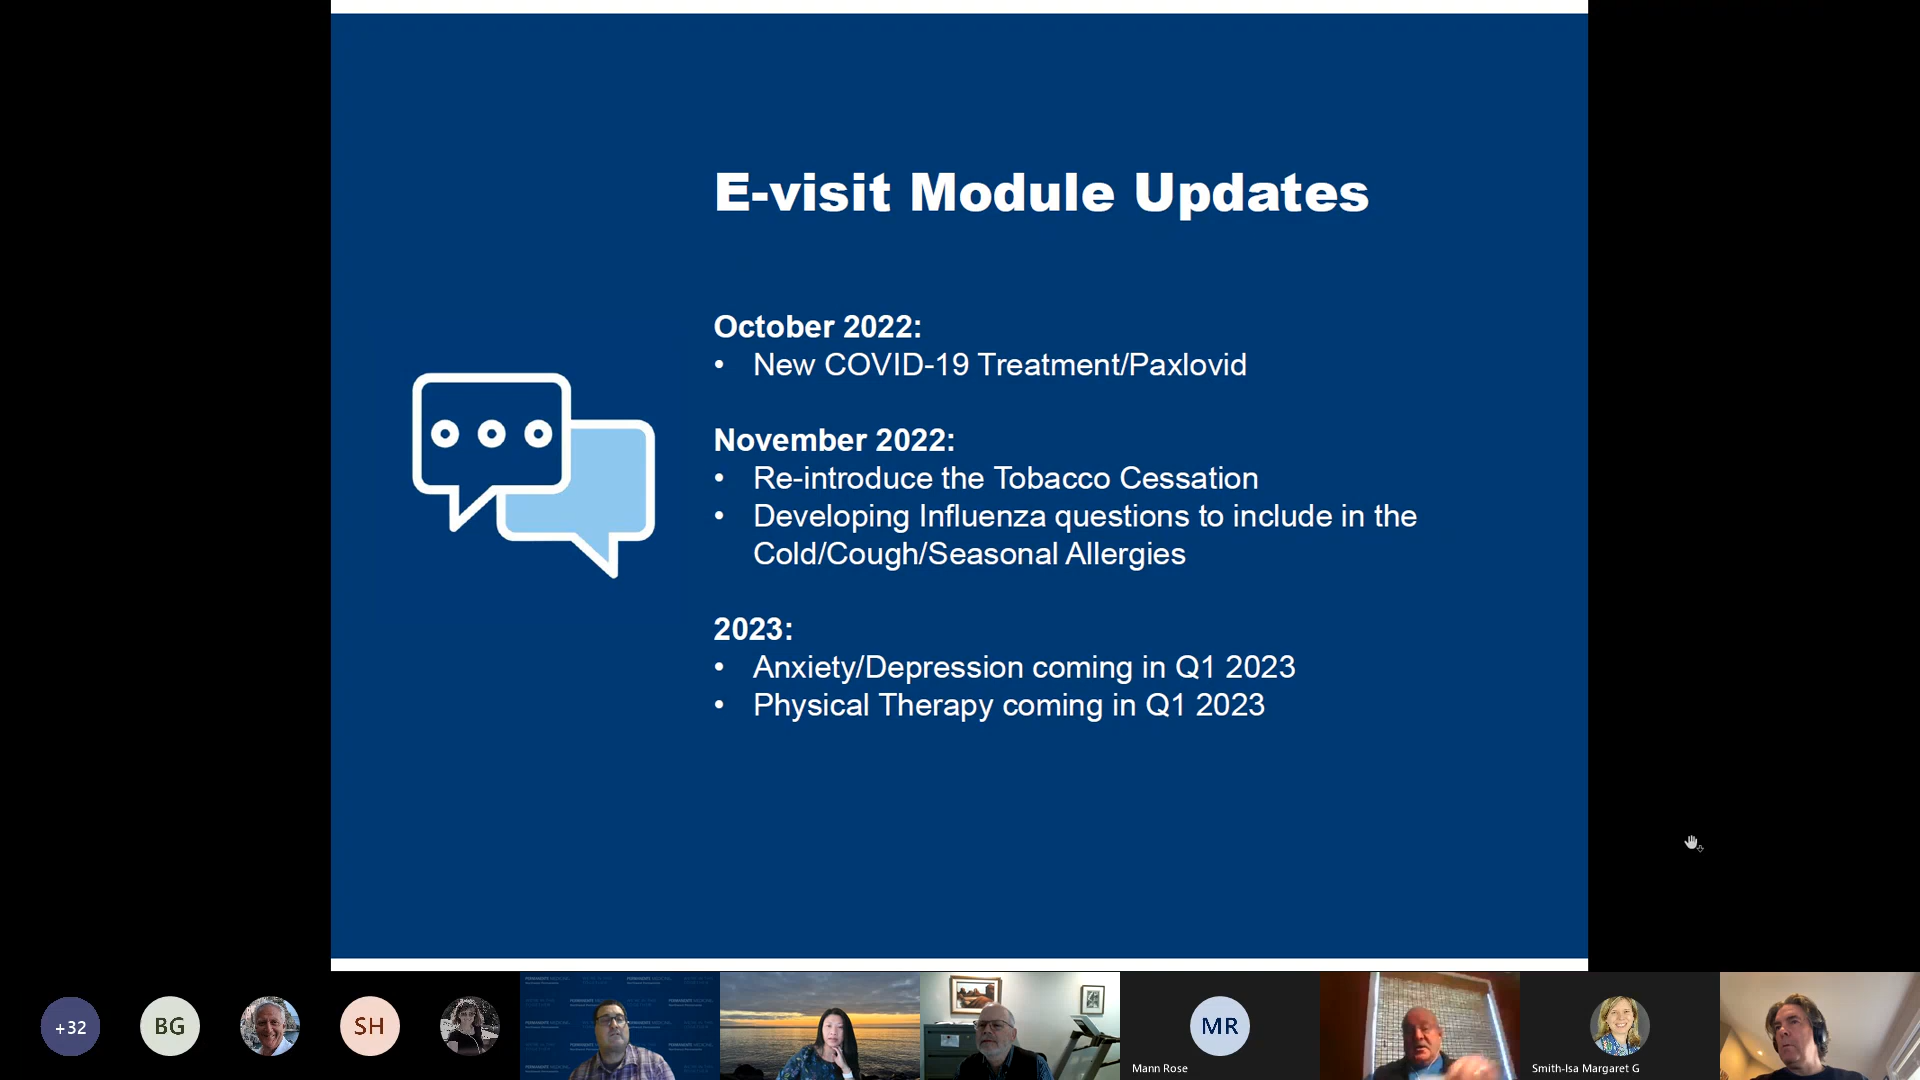 E-visit Module Updates
October 2022:
• New COVID-19 Treatment/Paxlovid
November 2022:
• Re-introduce the Tobacco Cessation
• Developing Influenza questions to include in the
Cold/Cough/Seasonal Allergies
2023:
• Anxiety/Depression coming in Q1 2023
• Physical Therapy coming in Q1 2023
+32
BG
SH
MR
Mann Rose
Smith-Isa Margaret G